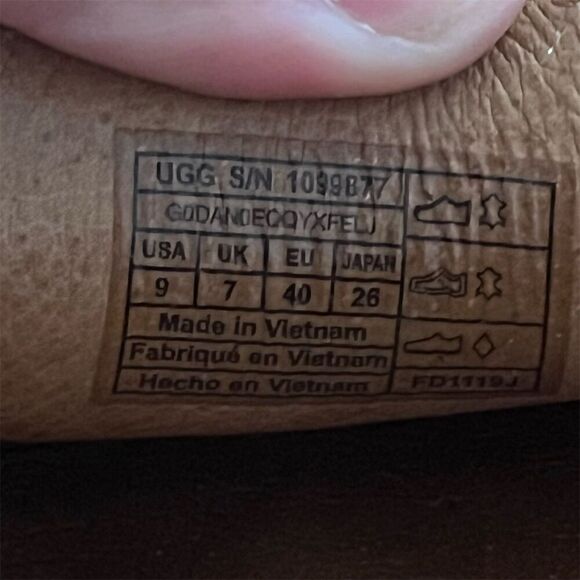 UGG S/N 1099877
USA UK EU JAPAN
9 7 40 26
Made in Vietnam
Fabriqué en Vietnam
Hecho en Vietnam
FD1119J